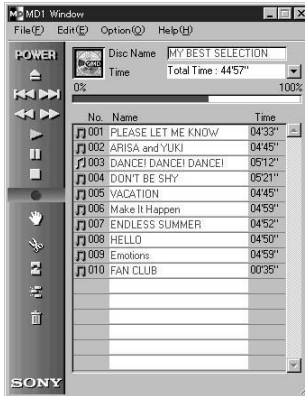 MD1 Window
File(F) Edit(E) Option(O) Help(H)
POWER
MD
Disc Name MY BEST SELECTION
Time Total Time : 44'57"
0% 100%
No. Name Time
001 PLEASE LET ME KNOW 04'33"
002 ARISA and YUKI 04'45"
003 DANCE! DANCE! DANCE! 05'12"
004 DON'T BE SHY 05'21"
005 VACATION 04'45"
006 Make It Happen 04'59"
007 ENDLESS SUMMER 04'52"
008 HELLO 04'50"
009 Emotions 04'59"
010 FAN CLUB 00'35"
SONY